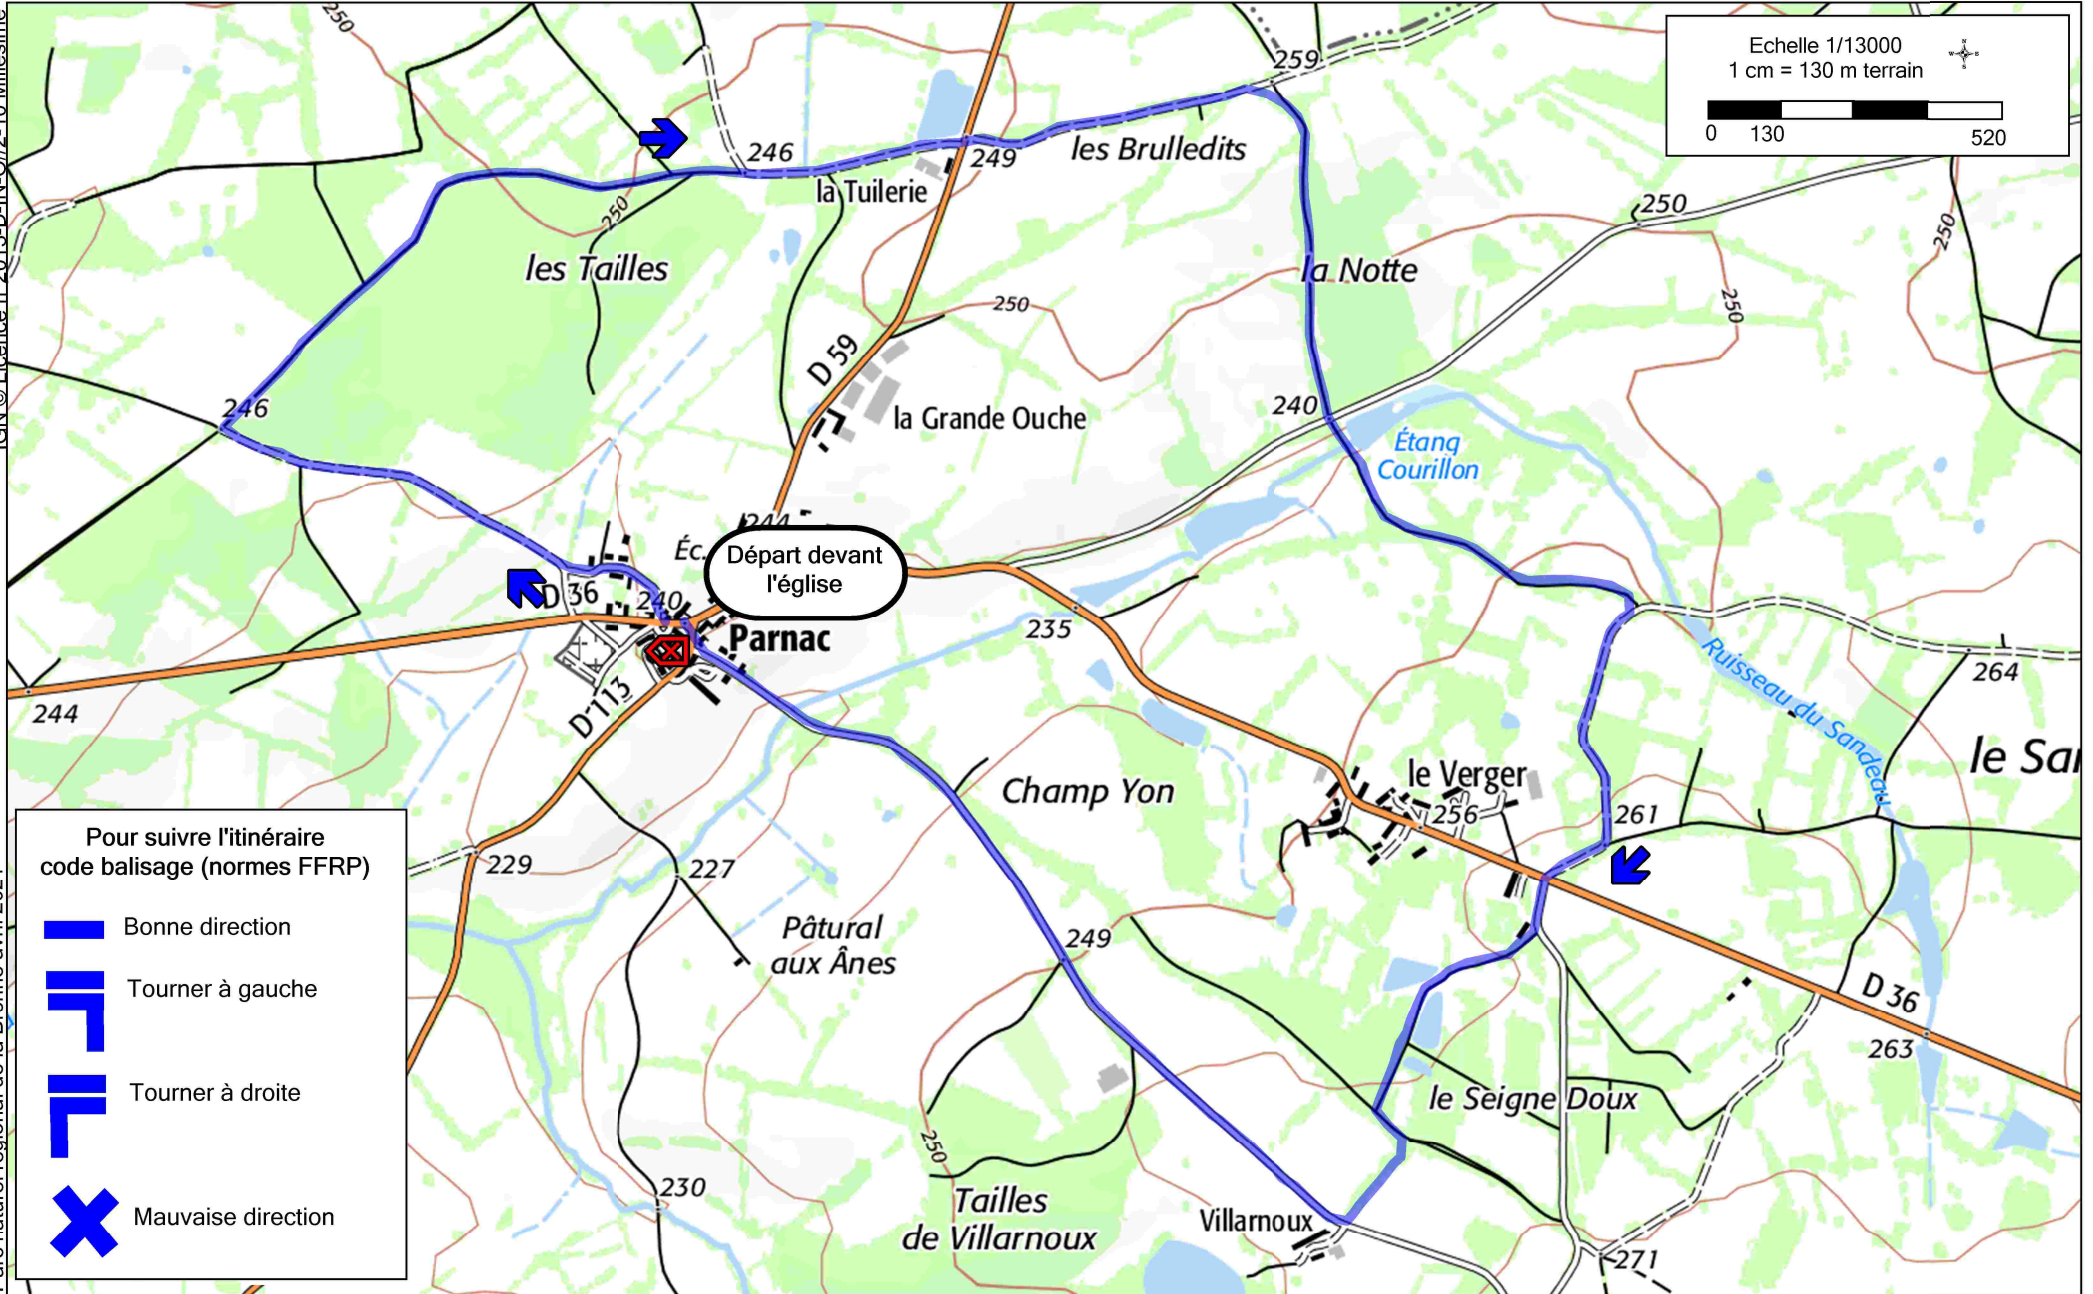 250
259
Echelle 1/13000
1 cm = 130 m terrain
0 130 520
246
249
les Brulledits
la Tuilerie
250
250
250
les Tailles
la Notte
250
250
D 59
246
240
la Grande Ouche
Étang
Courillon
244
Éc.
Départ devant
l'église
D 36
240
Parnac
235
Ruisseau du Sandeau
264
244
D 113
le Sar
Champ Yon
le Verger
256
261
Pour suivre l'itinéraire
code balisage (normes FFRP)
229
227
Bonne direction
Pâtural
aux Ânes
249
Tourner à gauche
D 36
263
Tourner à droite
le Seigne Doux
250
230
Tailles
de Villarnoux
Villarnoux
Mauvaise direction
271